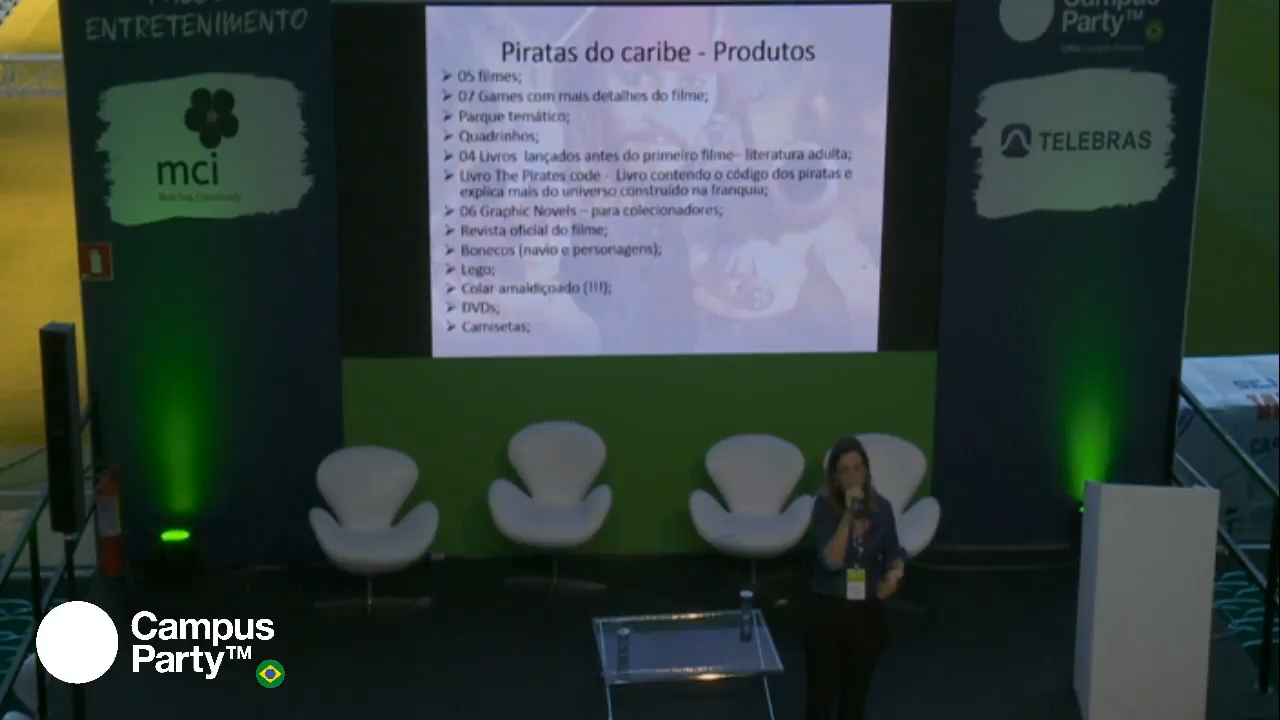 ENTRETENIMENTO
mci
Campus
Party™
TELEBRAS
Piratas do caribe - Produtos
➢ 05 filmes;
➢ 07 Games com mais detalhes do filme;
➢ Parque temático;
➢ Quadrinhos;
➢ 04 Livros lançados antes do primeiro filme– literatura adulta;
➢ Livro The Pirates code - Livro contendo o código dos piratas e
explica mais do universo construído na franquia;
➢ 06 Graphic Novels – para colecionadores;
➢ Revista oficial do filme;
➢ Bonecos (navio e personagens);
➢ Lego;
➢ Colar amaldiçoado (!!!);
➢ DVDs;
➢ Camisetas;
Campus
Party™